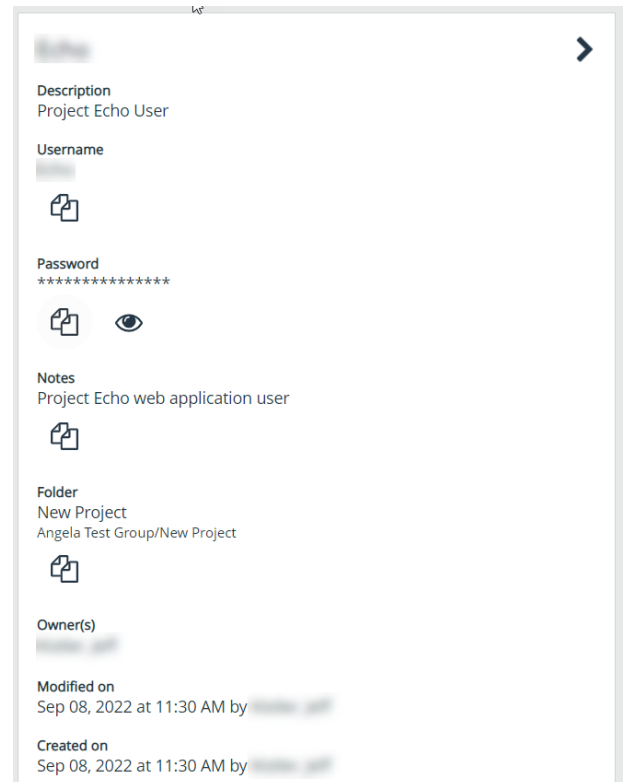 Description
Project Echo User
Username
Password
***************
Notes
Project Echo web application user
Folder
New Project
Angela Test Group/New Project
Owner(s)
Modified on
Sep 08, 2022 at 11:30 AM by
Created on
Sep 08, 2022 at 11:30 AM by